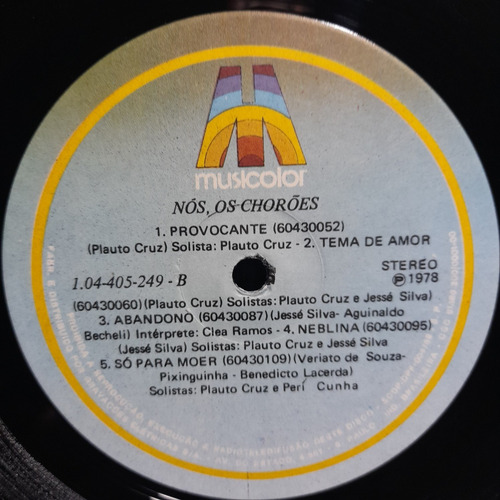 musicolor
NÓS, OS CHORÕES
1. PROVOCANTE (60430052)
(Plauto Cruz) Solista: Plauto Cruz - 2. TEMA DE AMOR
1.04-405-249 - B
STEREO
Ⓟ 1978
(60430060)(Plauto Cruz) Solistas: Plauto Cruz e Jessé Silva)
3. ABANDONO (60430087)(Jessé Silva- Aguinaldo
Becheli) Intérprete: Clea Ramos - 4. NEBLINA (60430095)
(Jessé Silva) Solistas: Plauto Cruz e Jessé Silva
5. SÓ PARA MOER (60430109) (Veriato de Souza-
Pixinguinha - Benedicto Lacerda)
Solistas: Plauto Cruz e Perí Cunha